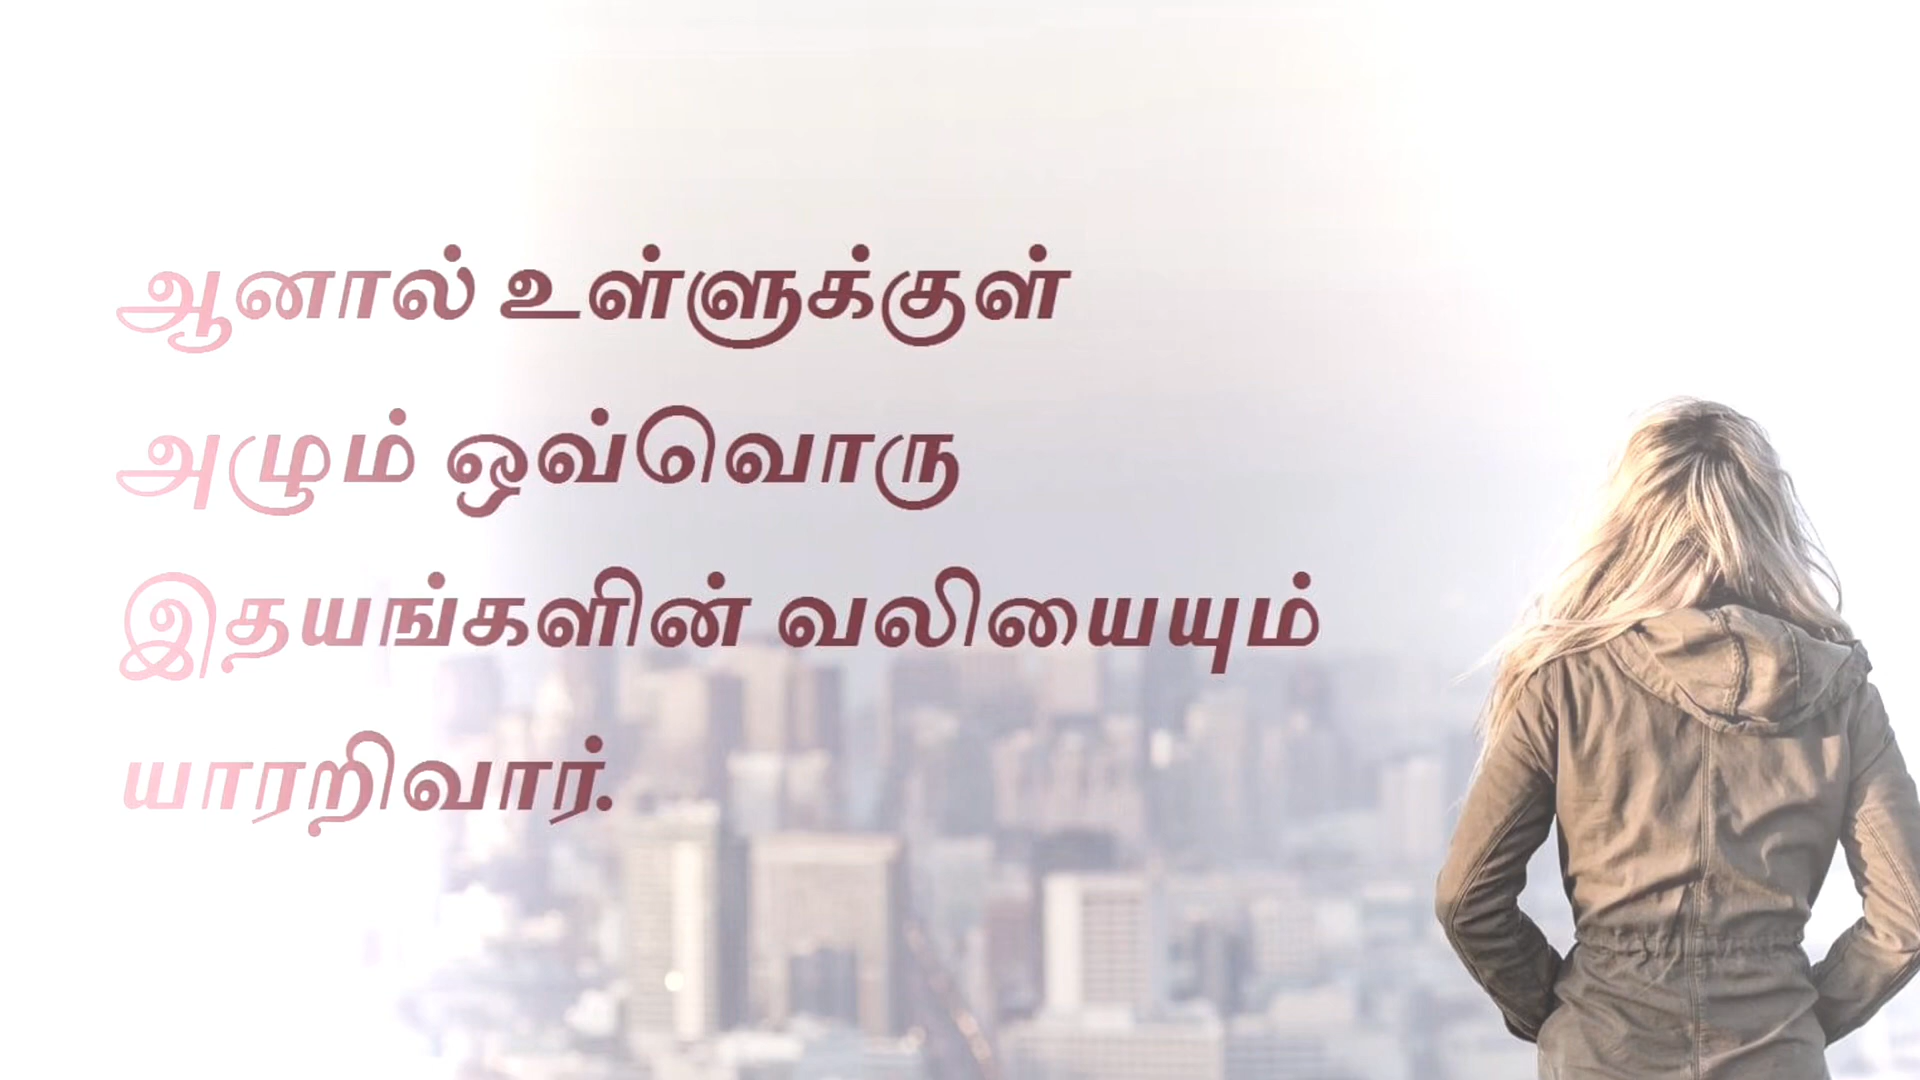 ஆனால் உள்ளுக்குள்
அழும் ஒவ்வொரு
இதயங்களின் வலியையும்
யாரறிவார்.